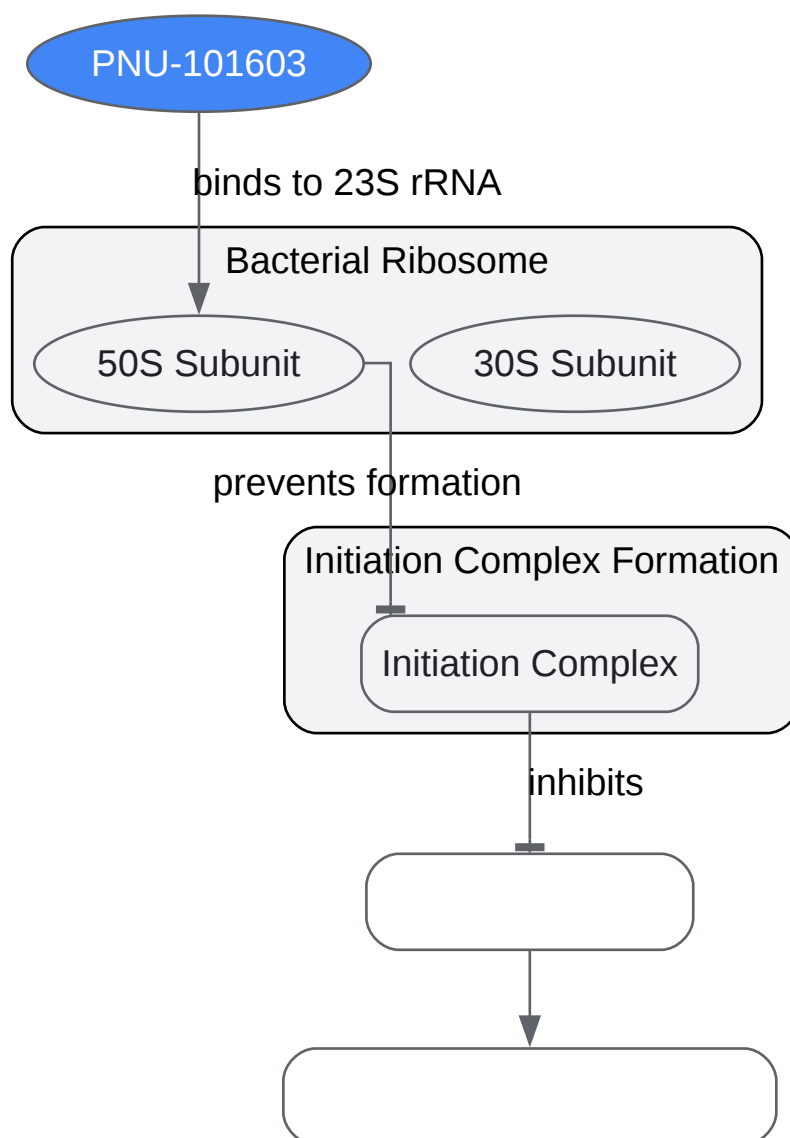 PNU-101603
binds to 23S rRNA
Bacterial Ribosome
50S Subunit
30S Subunit
prevents formation
Initiation Complex Formation
Initiation Complex
inhibits